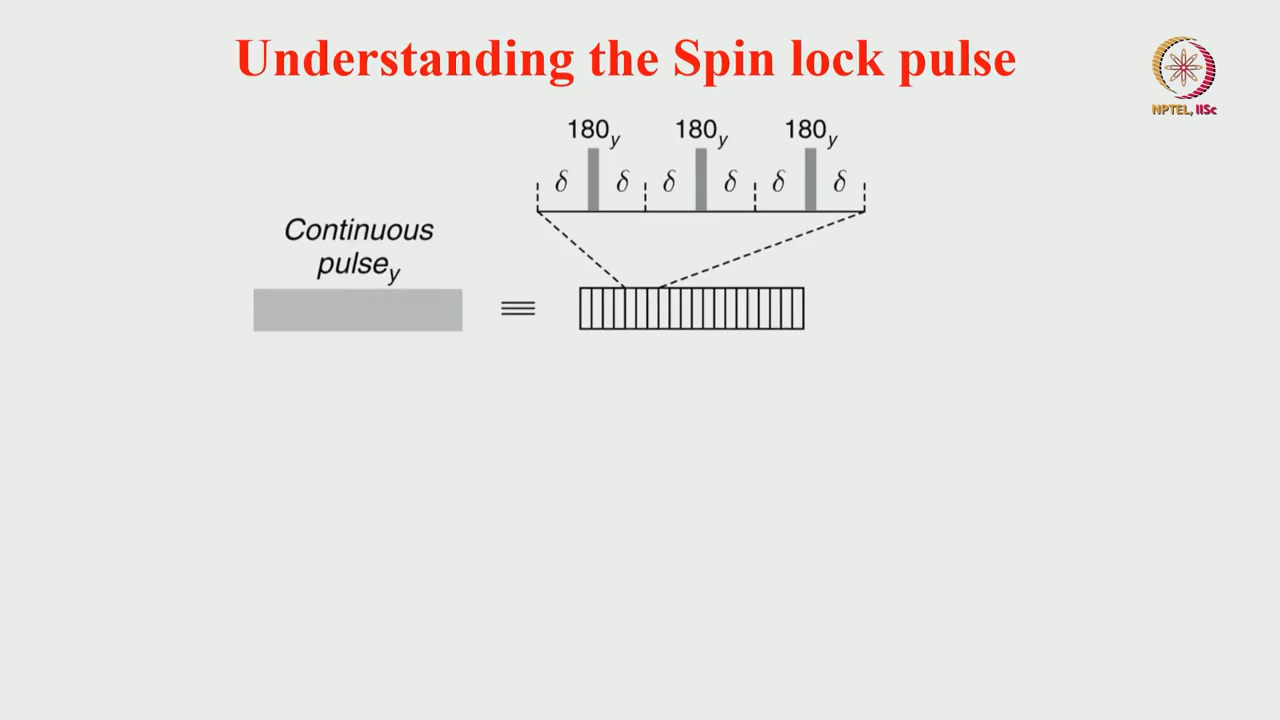 Understanding the Spin lock pulse
NPTEL, IISc
180y 180y 180y
δ δ δ δ δ δ
Continuous
pulsey
≡